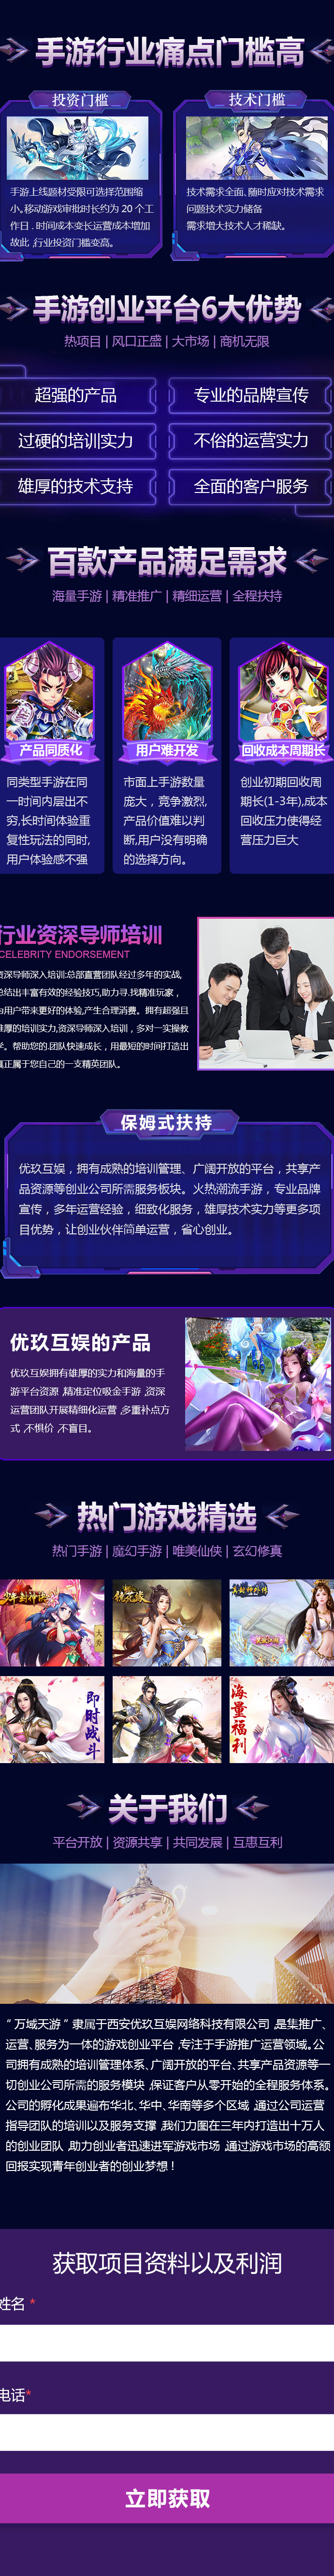 手游行业痛点门槛高
投资门槛
技术门槛
手游上线题材受限可选择范围缩
小。移动游戏审批时长约为 20 个工
作日 . 时间成本变长运营成本增加
故此 ,行业投资门槛变高。
技术需求全面、随时应对技术需求
问题技术实力储备
需求增大技术人才稀缺。
手游创业平台6大优势
热项目 | 风口正盛 | 大市场 | 商机无限
超强的产品
专业的品牌宣传
过硬的培训实力
不俗的运营实力
雄厚的技术支持
全面的客户服务
百款产品满足需求
海量手游 | 精准推广 | 精细运营 | 全程扶持
产品同质化
用户难开发
回收成本周期长
同类型手游在同
一时间内层出不
穷,长时间体验重
复性玩法的同时,
用户体验感不强
市面上手游数量
庞大，竞争激烈,
产品价值难以判
断,用户没有明确
的选择方向。
创业初期回收周
期长(1-3年),成本
回收压力使得经
营压力巨大
行业资深导师培训
CELEBRITY ENDORSEMENT
资深导师深入培训:总部直营团队经过多年的实战,
总结出丰富有效的经验技巧,助力寻.找精准玩家，
为用户带来更好的体验,产生合理消费。拥有超强且
雄厚的培训实力,资深导师深入培训，多对一实操教
学。帮助您的.团队快速成长，用最短的时间打造出
真正属于您自己的一支精英团队。
保姆式扶持
优玖互娱，拥有成熟的培训管理、广阔开放的平台，共享产
品资源等创业公司所需服务板块。火热潮流手游，专业品牌
宣传，多年运营经验，细致化服务，雄厚技术实力等更多项
目优势，让创业伙伴简单运营，省心创业。
优玖互娱的产品
优玖互娱拥有雄厚的实力和海量的手
游平台资源 ,精准定位吸金手游 ,资深
运营团队开展精细化运营 ,多重补点方
式 ,不惧价 ,不盲目。
热门游戏精选
热门手游 | 魔幻手游 | 唯美仙侠 | 玄幻修真
少年封神传
大寿
镜花缘
即时战斗
海量福利
关于我们
平台开放 | 资源共享 | 共同发展 | 互惠互利
“ 万域天游 ” 隶属于西安优玖互娱网络科技有限公司 ,是集推广、
运营、服务为一体的游戏创业平台 ,专注于手游推广运营领域。公
司拥有成熟的培训管理体系、广阔开放的平台、共享产品资源等一
切创业公司所需的服务模块 ,保证客户从零开始的全程服务体系。
公司的孵化成果遍布华北、华中、华南等多个区域 ,通过公司运营
指导团队的培训以及服务支撑 ,我们力图在三年内打造出十万人
的创业团队 ,助力创业者迅速进军游戏市场 ,通过游戏市场的高额
回报实现青年创业者的创业梦想！
获取项目资料以及利润
姓名 *
电话*
立即获取